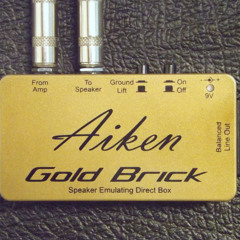 From
Amp
To
Speaker
Ground
Lift
On
Off
9V
Balanced
Line Out
Aiken
Gold Brick
Speaker Emulating Direct Box